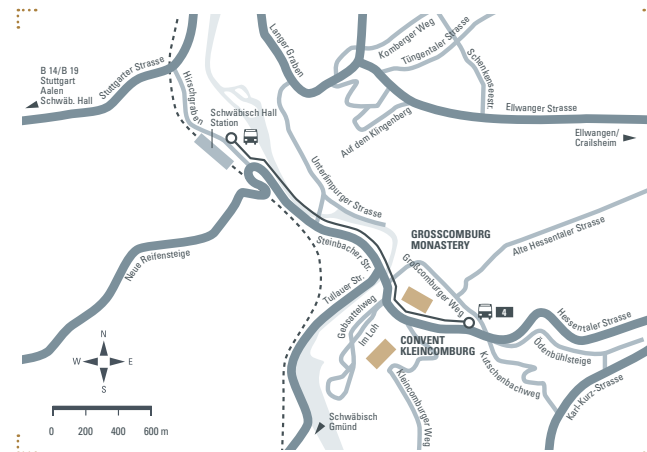 B 14/B 19
Stuttgart
Aalen
Schwäb. Hall
Stuttgarter Strasse
Hirschgraben
Schwäbisch Hall
Station
Langer Graben
Komberger Weg
Tüngentaler Strasse
Schenkenseestr.
Auf dem Klingenberg
Ellwanger Strasse
Ellwangen/
Crailsheim
Unterlimpurger Strasse
Steinbacher Str.
Neue Reifensteige
Tullauer Str.
GROSSCOMBURG
MONASTERY
Grosscomburger Weg
Alte Hessentaler Strasse
4
Hessentaler Strasse
Gebsattelweg
Im Loh
CONVENT
KLEINCOMBURG
Kleincomburger Weg
Kutschenbachweg
Ödenbühlsteige
Karl-Kurz-Strasse
Schwäbisch
Gmünd
N
W
E
S
0 200 400 600 m